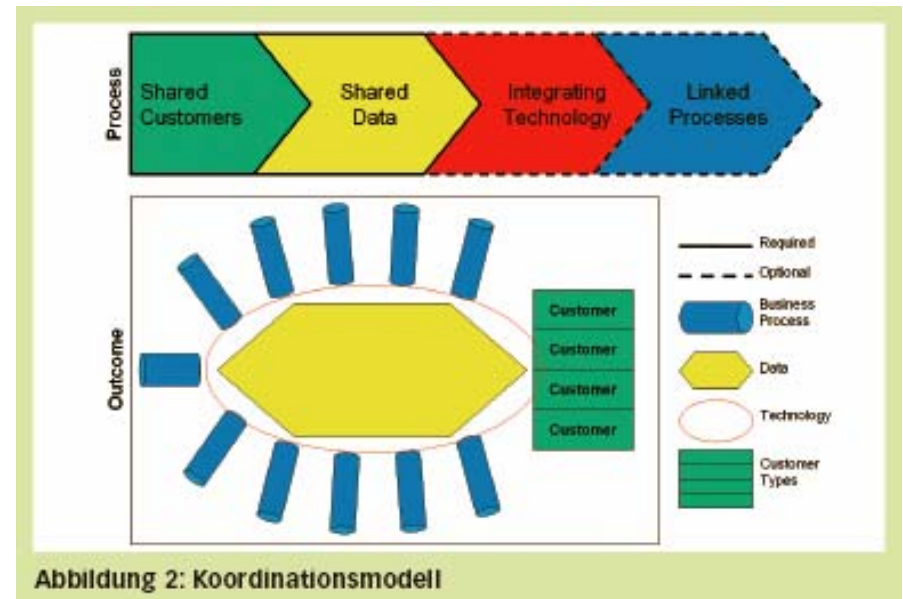 Process
Shared
Customers
Shared
Data
Integrating
Technology
Linked
Processes
Outcome
Customer
Customer
Customer
Customer
Required
Optional
Business
Process
Data
Technology
Customer
Types
Abbildung 2: Koordinationsmodell